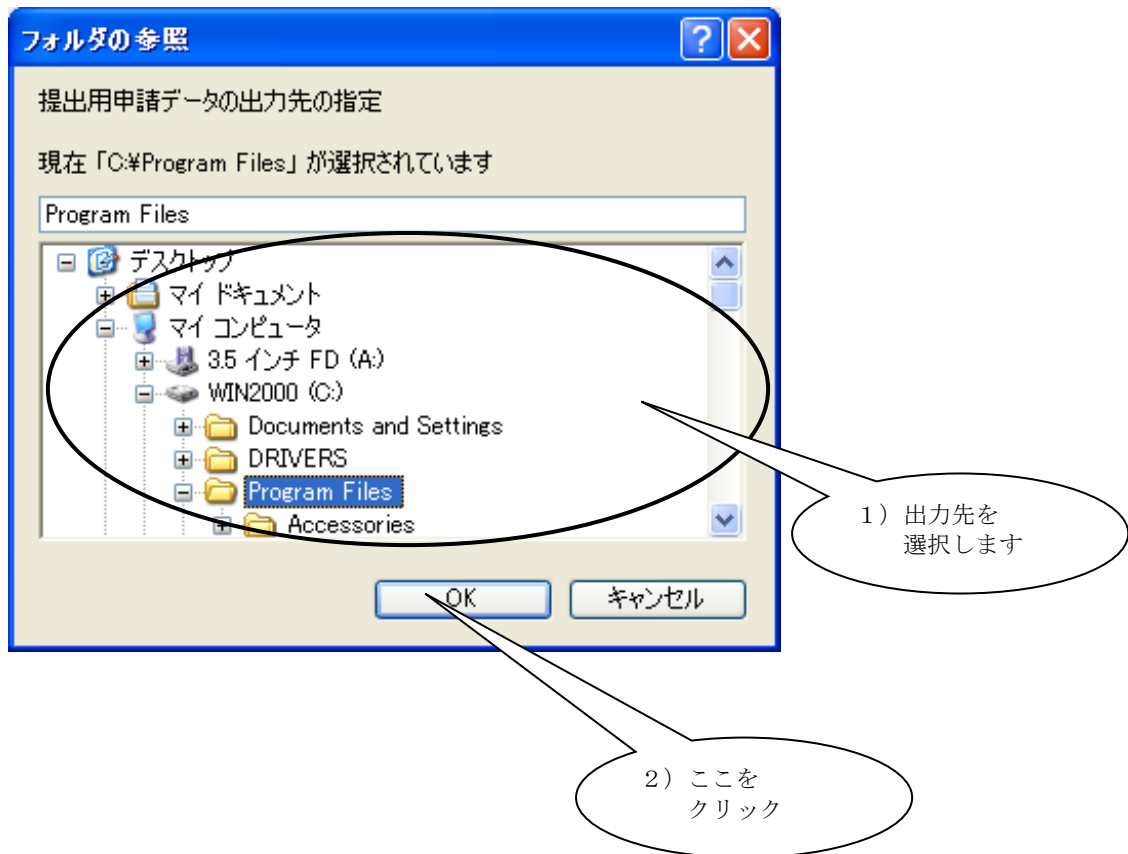 フォルダの参照
提出用申請データの出力先の指定
現在「C:¥Program Files」が選択されています
Program Files
デスクトップ
マイ ドキュメント
マイ コンピュータ
3.5 インチ FD (A:)
WIN2000 (C:)
Documents and Settings
DRIVERS
Program Files
Accessories
OK
キャンセル
1)出力先を
選択します
2)ここを
クリック